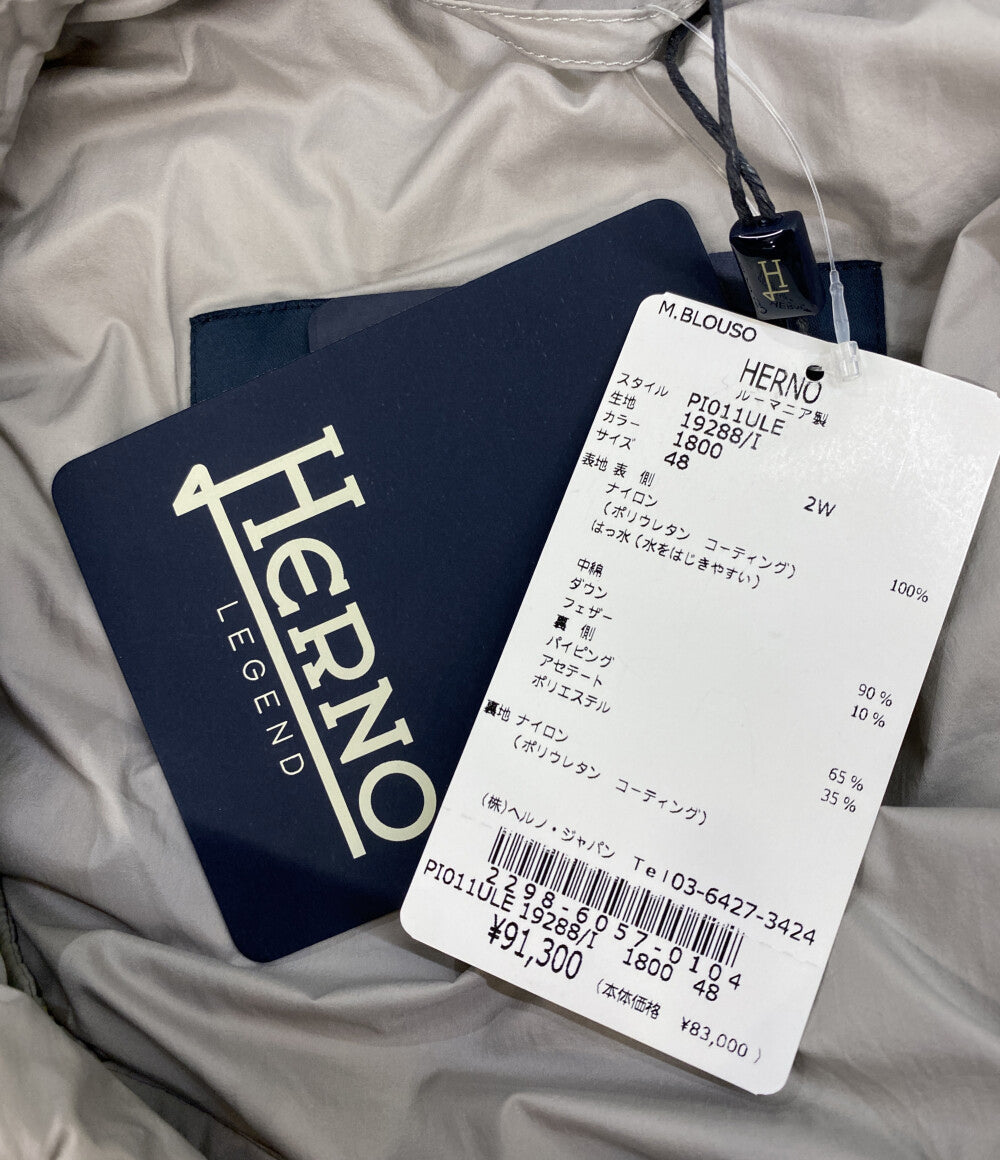 HERNO
LEGEND
H
M.BLOUSO
HERNO
ルーマニア製
スタイル PI011ULE
生地 19288/I
カラー 1800
サイズ 48
表地 表 側 2W
ナイロン 100%
(ポリウレタン コーティング)
はっ水(水をはじきやすい)
中綿
ダウン 90%
フェザー 10%
裏 側
パイピング
アセテート 65%
ポリエステル 35%
裏地 ナイロン
(ポリウレタン コーティング)
(株)ヘルノ・ジャパン Tel03-6427-3424
2298-6057-0104
PI011ULE 19288/I 1800 48
¥91,300
(本体価格 ¥83,000)